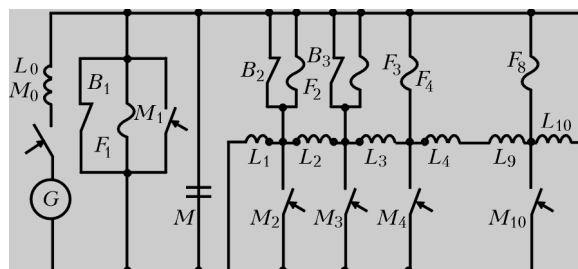 L₀
M₀
B₁
M₁
F₁
G
M
B₂
F₂
B₃
F₃
F₄
F₈
L₁₀
L₁
L₂
L₃
L₄
L₉
M₂
M₃
M₄
M₁₀